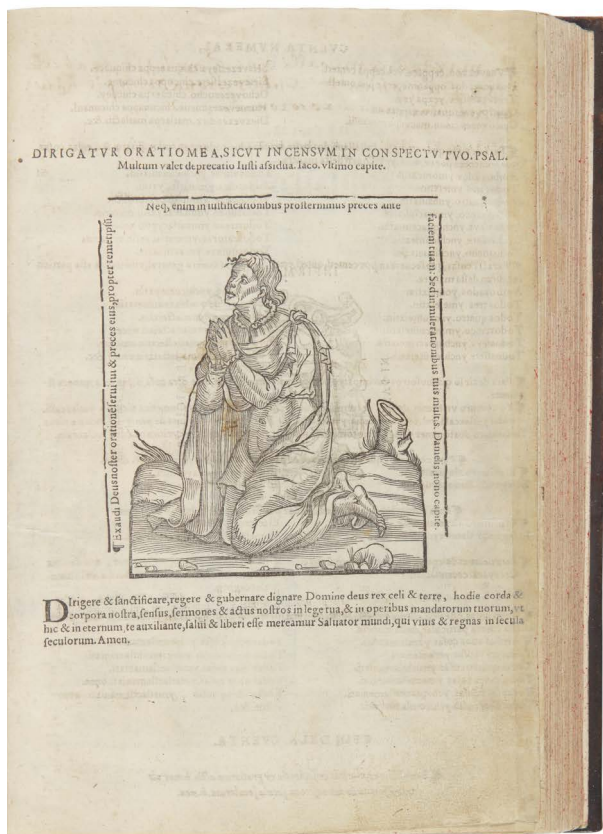 DIRIGATVR ORATIO MEA, SICVT INCENSVM IN CONSPECTV TVO. PSAL.
Multum valet deprecatio Iusti assidua. Iaco. vltimo capite.
¶ Exaudi Deus noster orationē serui tui & preces eius, propter temetipsū.
Neq, enim in iustificationibus prosternimus preces ante
faciem tuam: Sed in miserationibus tuis multis. Danielis nono capite.
DIrigere & sanctificare, regere & gubernare dignare Domine deus rex celi & terre, hodie corda &
corpora nostra, sensus, sermones & actus nostros in lege tua, & in operibus mandatorum tuorum, vt
hic & in eternum, te auxiliante, salui & liberi esse mereamur Saluator mundi, qui viuis & regnas in secula
seculorum. Amen.